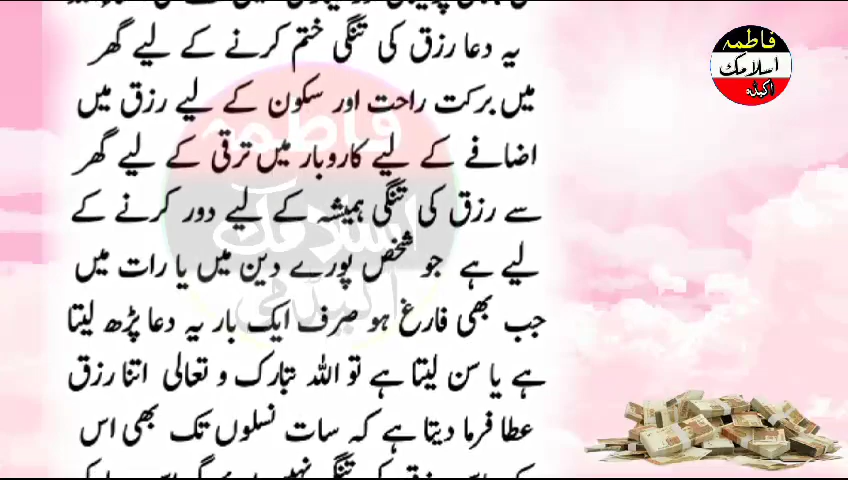 یہ دعا رزق کی تنگی ختم کرنے کے لیے گھر
میں برکت راحت اور سکون کے لیے رزق میں
اضافے کے لیے کاروبار میں ترقی کے لیے گھر
سے رزق کی تنگی ہمیشہ کے لیے دور کرنے کے
لیے ہے جو شخص پورے دین میں یا رات میں
جب بھی فارغ ہو صرف ایک بار یہ دعا پڑھ لیتا
ہے یا سن لیتا ہے تو اللہ تبارک و تعالی اتنا رزق
عطا فرما دیتا ہے کہ سات نسلوں تک بھی اس
فاطمہ
اسلامک
فاطمہ
اسلامک